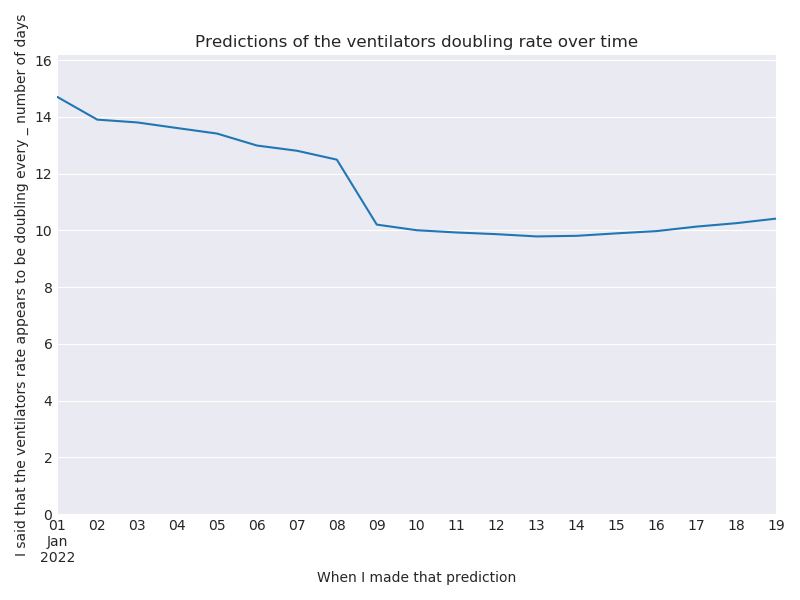 Predictions of the ventilators doubling rate over time
I said that the ventilators rate appears to be doubling every _ number of days
16
14
12
10
8
6
4
2
0
01 02 03 04 05 06 07 08 09 10 11 12 13 14 15 16 17 18 19
Jan
2022
When I made that prediction